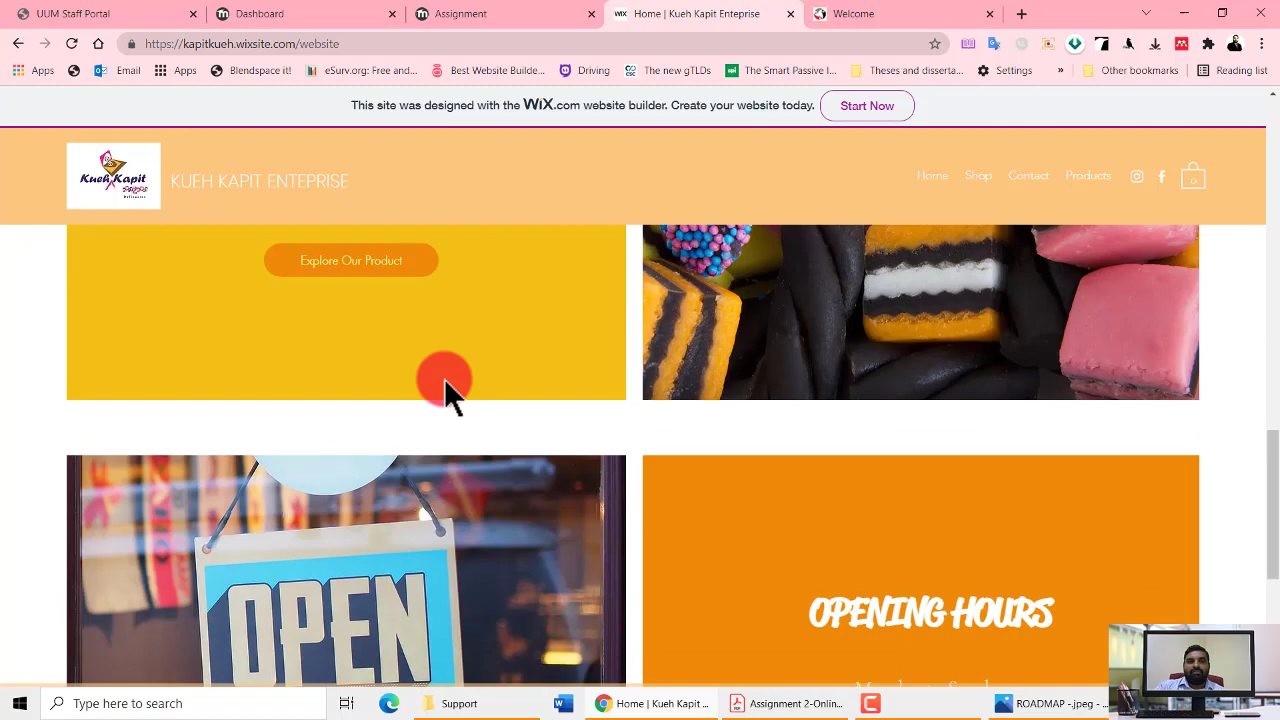 UUM Staff Portal
Dashboard
Assignment
WiX Home | Kueh Kapit Enteprise
Welcome
https://kapitkueh.wixsite.com/website
Apps
Email
Apps
Blendspace it!
eSurv.org: Free and...
Best Website Builde...
Driving
The new gTLDs
The Smart Passive I...
Theses and disserta...
Settings
»
Other bookmarks
Reading list
This site was designed with the WiX.com website builder. Create your website today.
Start Now
Kueh Kapit
KUEH KAPIT ENTEPRISE
Home
Shop
Contact
Products
Explore Our Product
OPEN
OPENING HOURS
Type here to search
Home | Kueh Kapit ...
Assignment 2-Onlin...
ROADMAP -.jpeg - ...